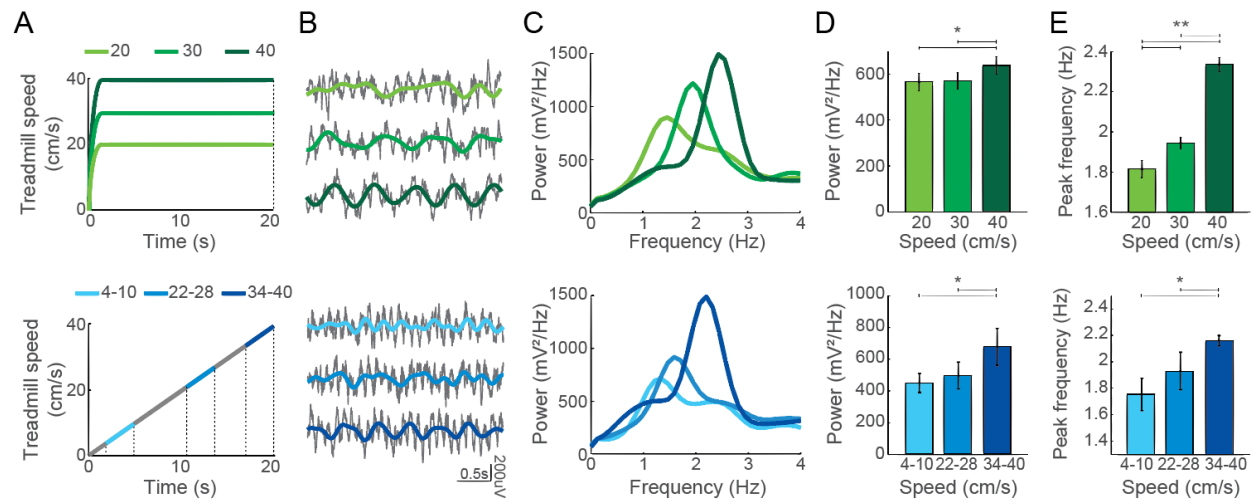 A
B
C
D
E
20 30 40
Treadmill speed
(cm/s)
40
20
0
0 10 20
Time (s)
Power (mV²/Hz)
1500
1000
500
0
0 1 2 3 4
Frequency (Hz)
*
Power (mV²/Hz)
600
400
200
0
20 30 40
Speed (cm/s)
**
Peak frequency (Hz)
2.4
2.2
2
1.8
1.6
20 30 40
Speed (cm/s)
4-10 22-28 34-40
Treadmill speed
(cm/s)
40
20
0
0 10 20
Time (s)
0.5s
200uV
Power (mV²/Hz)
1500
1000
500
0
0 1 2 3 4
Frequency (Hz)
*
Power (mV²/Hz)
1000
800
600
400
200
0
4-10 22-28 34-40
Speed (cm/s)
*
Peak frequency (Hz)
2.4
2.2
2
1.8
1.6
1.4
4-10 22-28 34-40
Speed (cm/s)